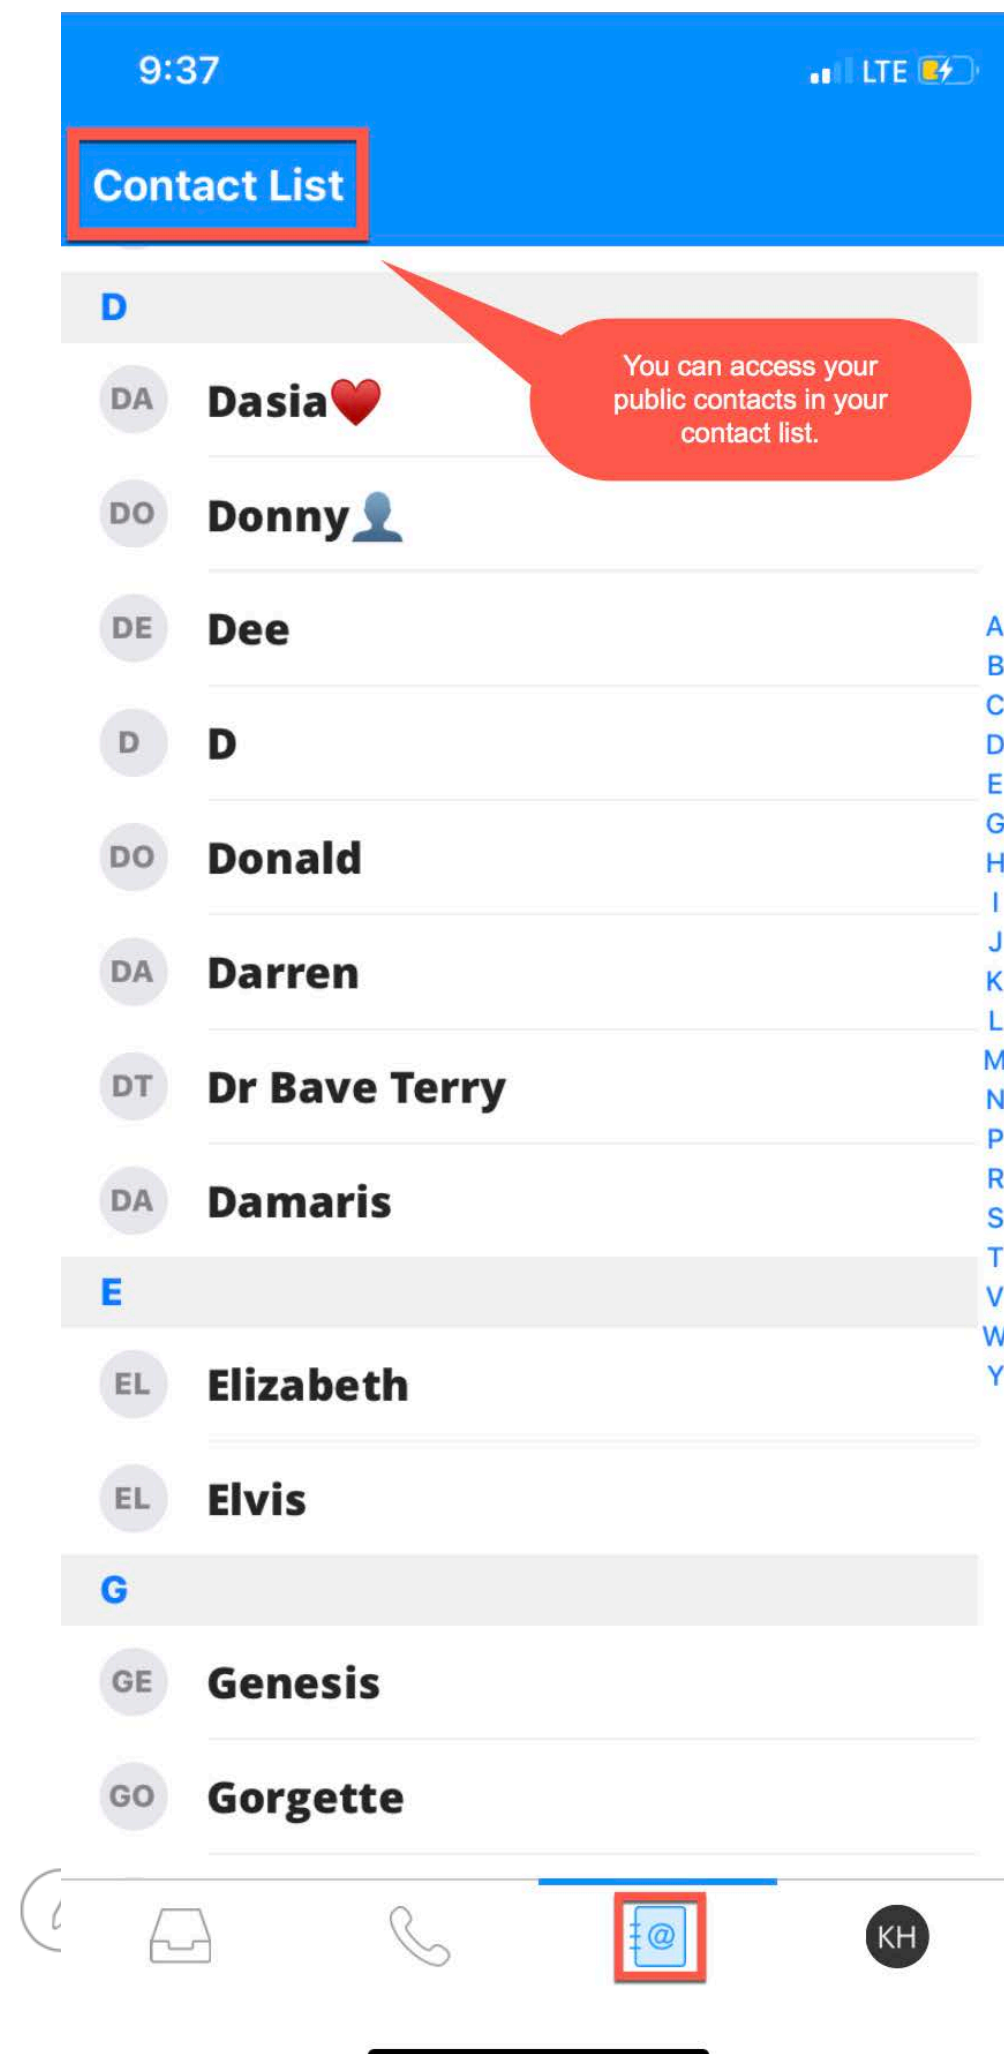 9:37 LTE
Contact List
D
You can access your
public contacts in your
contact list.
DA Dasia❤️
DO Donny👤
DE Dee
D D
DO Donald
DA Darren
DT Dr Bave Terry
DA Damaris
E
EL Elizabeth
EL Elvis
G
GE Genesis
GO Gorgette
A
B
C
D
E
G
H
I
J
K
L
M
N
P
R
S
T
V
W
Y
@
KH